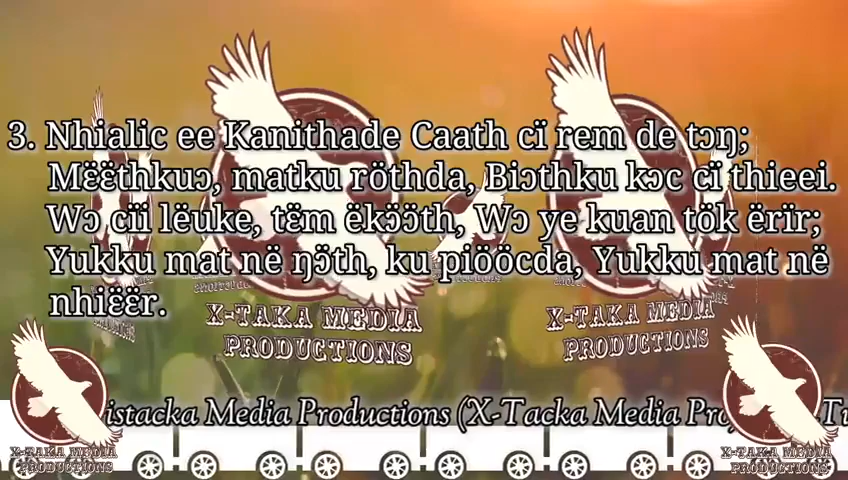 3. Nhialic ee Kanithade Caath cï rem de tɔŋ;
Mɛ̈ɛ̈thkuɔ, matku röthda, Biɔthku kɔc cï thieei.
Wɔ cïi lëuke, tëm ëkɔ̈ɔ̈th, Wɔ ye kuan tök ërïr;
Yukku mat në ŋɔ̈th, ku piööcda, Yukku mat në
nhiɛ̈ɛ̈r.
X-TAKA MEDIA
PRODUCTIONS
X-TAKA MEDIA
PRODUCTIONS
istacka Media Productions (X-Tacka Media Pro
X-TAKA MEDIA
PRODUCTIONS
X-TAKA MEDIA
PRODUCTIONS